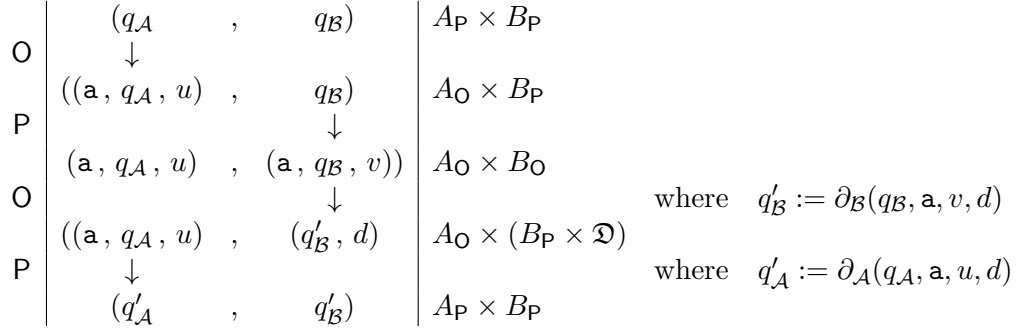 (q_𝒜 , q_ℬ) A_P × B_P
O ↓
((a , q_𝒜 , u) , q_ℬ) A_O × B_P
P ↓
(a , q_𝒜 , u) , (a , q_ℬ , v)) A_O × B_O
O ↓ where q′_ℬ := ∂_ℬ(q_ℬ, a, v, d)
((a , q_𝒜 , u) , (q′_ℬ , d) A_O × (B_P × 𝔇)
P ↓ where q′_𝒜 := ∂_𝒜(q_𝒜, a, u, d)
(q′_𝒜 , q′_ℬ) A_P × B_P